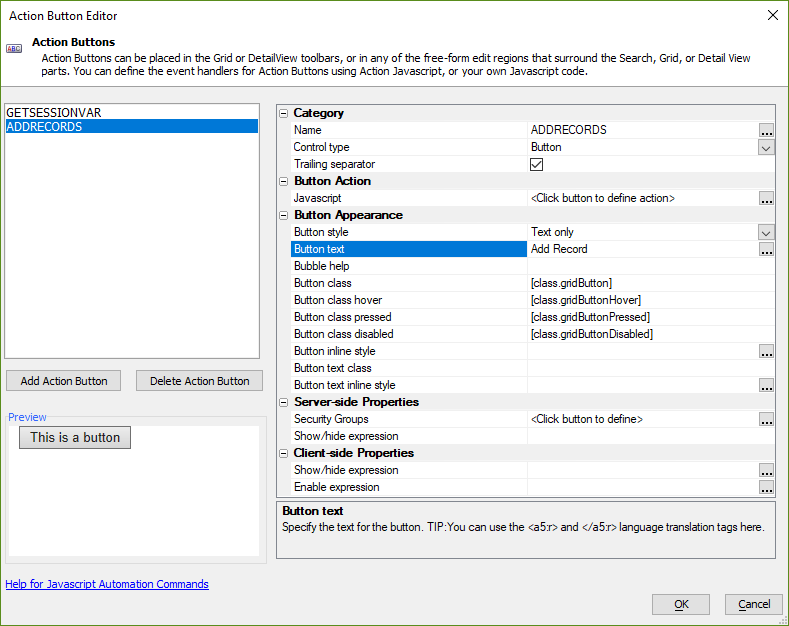 Action Button Editor
ABC
Action Buttons
Action Buttons can be placed in the Grid or DetailView toolbars, or in any of the free-form edit regions that surround the Search, Grid, or Detail View
parts. You can define the event handlers for Action Buttons using Action Javascript, or your own Javascript code.
GETSESSIONVAR
ADDRECORDS
Add Action Button Delete Action Button
Preview
This is a button
Help for Javascript Automation Commands
Category
Name ADDRECORDS ...
Control type Button
Trailing separator
Button Action
Javascript <Click button to define action> ...
Button Appearance
Button style Text only
Button text Add Record ...
Bubble help
Button class [class.gridButton]
Button class hover [class.gridButtonHover]
Button class pressed [class.gridButtonPressed]
Button class disabled [class.gridButtonDisabled]
Button inline style ...
Button text class
Button text inline style ...
Server-side Properties
Security Groups <Click button to define> ...
Show/hide expression
Client-side Properties
Show/hide expression ...
Enable expression ...
Button text
Specify the text for the button. TIP:You can use the <a5:r> and </a5:r> language translation tags here.
OK Cancel